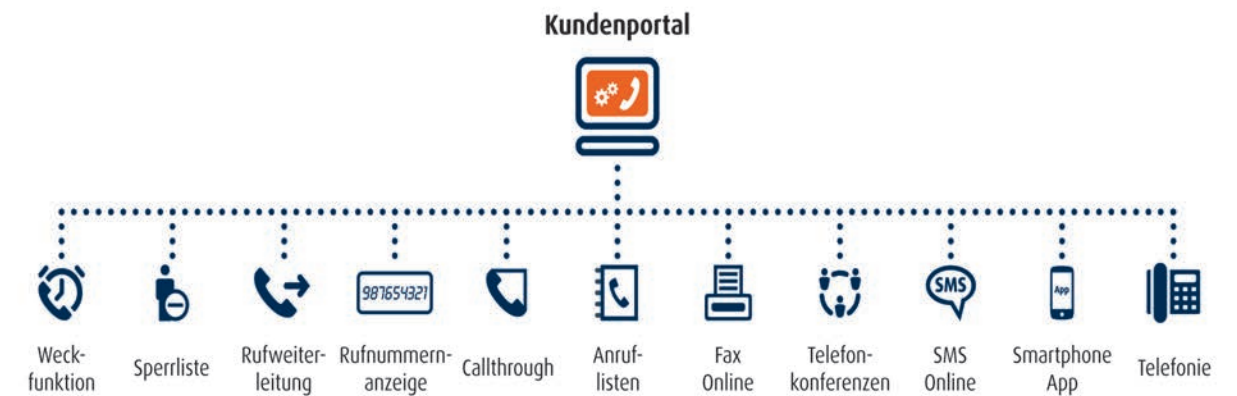 Kundenportal
987654321
SMS
App
Weck-
funktion
Sperrliste
Rufweiter-
leitung
Rufnummern-
anzeige
Callthrough
Anruf-
listen
Fax
Online
Telefon-
konferenzen
SMS
Online
Smartphone
App
Telefonie